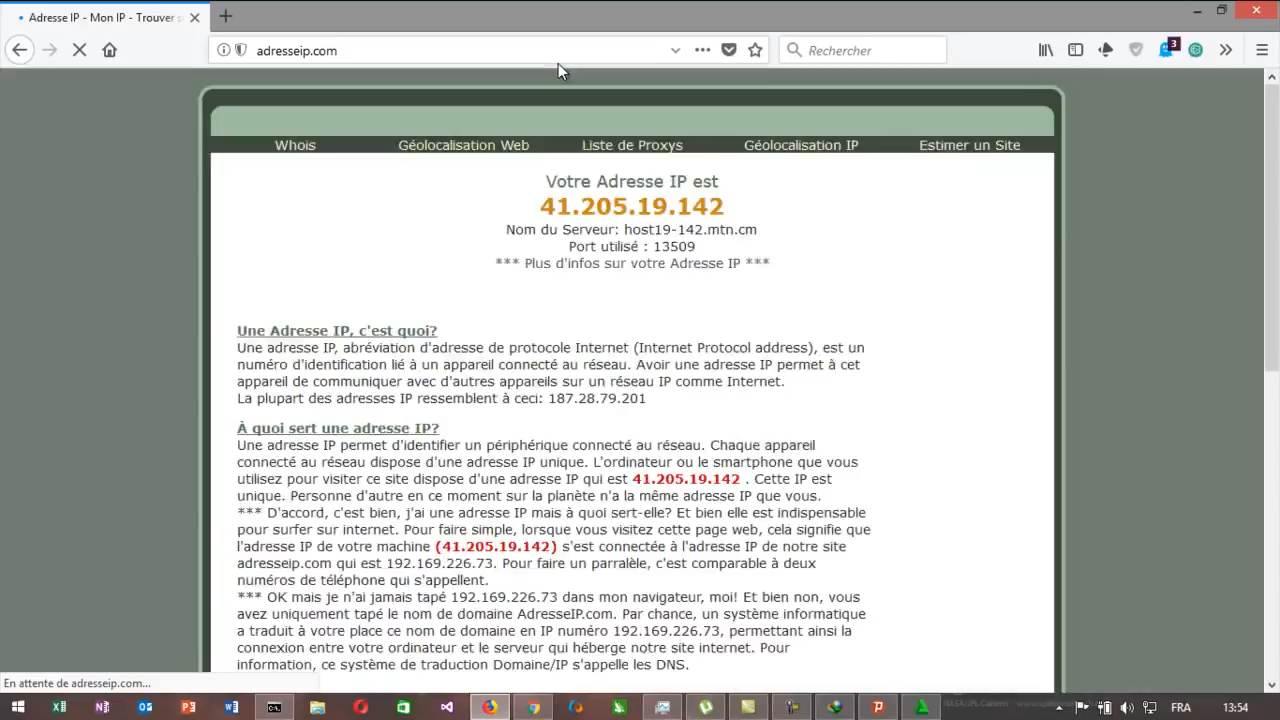 Adresse IP - Mon IP - Trouver s
adresseip.com
Rechercher
3
Whois
Géolocalisation Web
Liste de Proxys
Géolocalisation IP
Estimer un Site
Votre Adresse IP est
41.205.19.142
Nom du Serveur: host19-142.mtn.cm
Port utilisé : 13509
*** Plus d'infos sur votre Adresse IP ***
Une Adresse IP, c'est quoi?
Une adresse IP, abréviation d'adresse de protocole Internet (Internet Protocol address), est un
numéro d'identification lié à un appareil connecté au réseau. Avoir une adresse IP permet à cet
appareil de communiquer avec d'autres appareils sur un réseau IP comme Internet.
La plupart des adresses IP ressemblent à ceci: 187.28.79.201
À quoi sert une adresse IP?
Une adresse IP permet d'identifier un périphérique connecté au réseau. Chaque appareil
connecté au réseau dispose d'une adresse IP unique. L'ordinateur ou le smartphone que vous
utilisez pour visiter ce site dispose d'une adresse IP qui est 41.205.19.142 . Cette IP est
unique. Personne d'autre en ce moment sur la planète n'a la même adresse IP que vous.
*** D'accord, c'est bien, j'ai une adresse IP mais à quoi sert-elle? Et bien elle est indispensable
pour surfer sur internet. Pour faire simple, lorsque vous visitez cette page web, cela signifie que
l'adresse IP de votre machine (41.205.19.142) s'est connectée à l'adresse IP de notre site
adresseip.com qui est 192.169.226.73. Pour faire un parralèle, c'est comparable à deux
numéros de téléphone qui s'appellent.
*** OK mais je n'ai jamais tapé 192.169.226.73 dans mon navigateur, moi! Et bien non, vous
avez uniquement tapé le nom de domaine AdresseIP.com. Par chance, un système informatique
a traduit à votre place ce nom de domaine en IP numéro 192.169.226.73, permettant ainsi la
connexion entre votre ordinateur et le serveur qui héberge notre site internet. Pour
information, ce système de traduction Domaine/IP s'appelle les DNS.
En attente de adresseip.com...
FRA
13:54